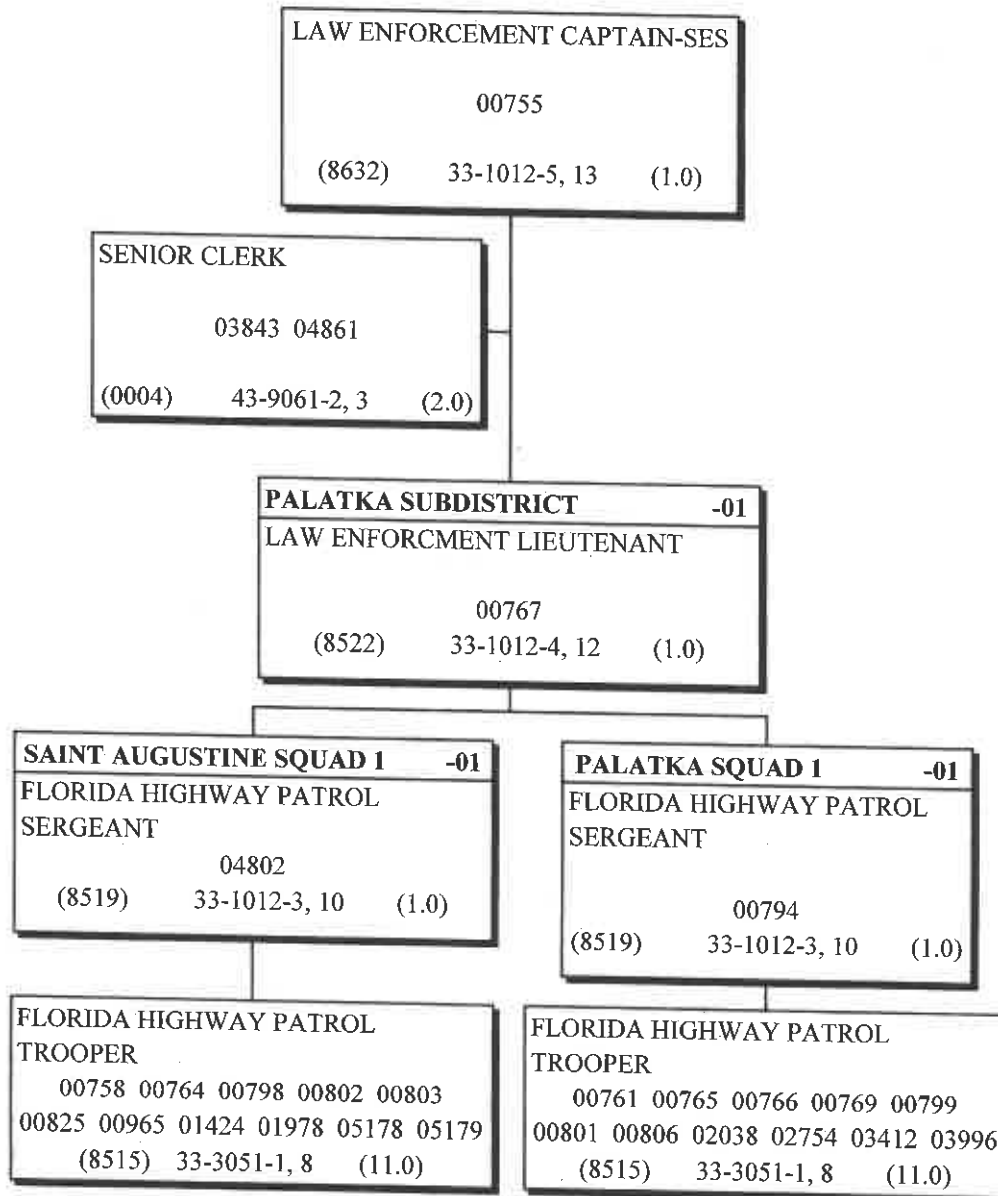 LAW ENFORCEMENT CAPTAIN-SES
00755
(8632) 33-1012-5, 13 (1.0)
SENIOR CLERK
03843 04861
(0004) 43-9061-2, 3 (2.0)
PALATKA SUBDISTRICT -01
LAW ENFORCMENT LIEUTENANT
00767
(8522) 33-1012-4, 12 (1.0)
SAINT AUGUSTINE SQUAD 1 -01
FLORIDA HIGHWAY PATROL
SERGEANT
04802
(8519) 33-1012-3, 10 (1.0)
PALATKA SQUAD 1 -01
FLORIDA HIGHWAY PATROL
SERGEANT
00794
(8519) 33-1012-3, 10 (1.0)
FLORIDA HIGHWAY PATROL
TROOPER
00758 00764 00798 00802 00803
00825 00965 01424 01978 05178 05179
(8515) 33-3051-1, 8 (11.0)
FLORIDA HIGHWAY PATROL
TROOPER
00761 00765 00766 00769 00799
00801 00806 02038 02754 03412 03996
(8515) 33-3051-1, 8 (11.0)